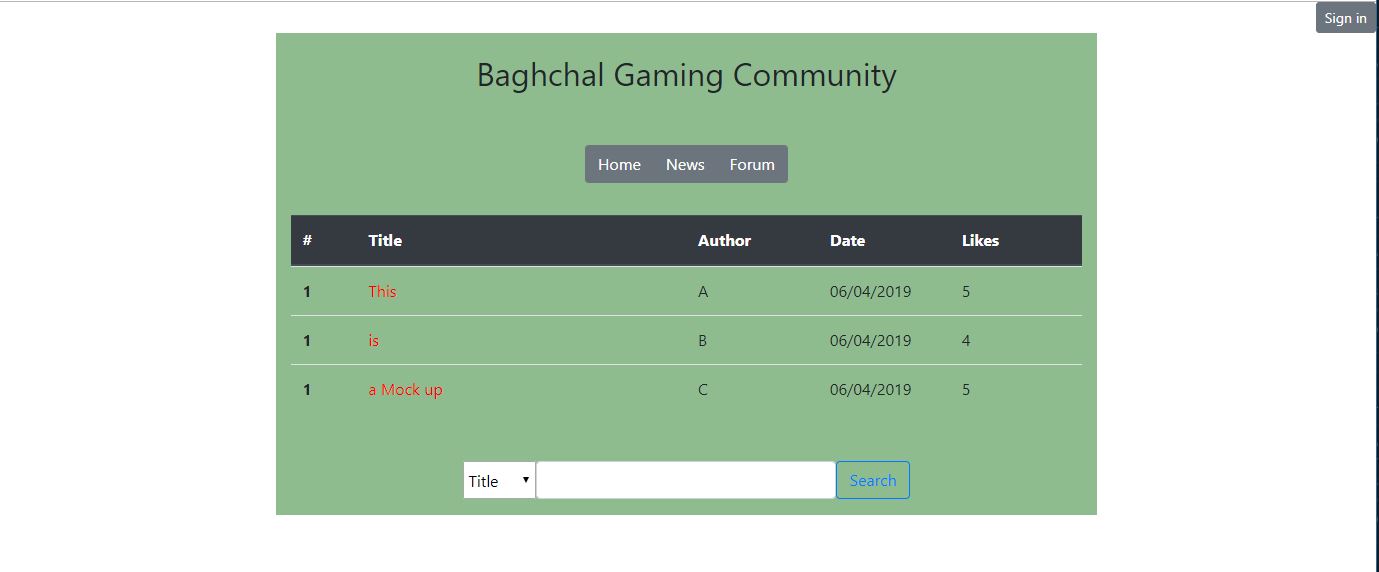 Sign in
Baghchal Gaming Community
Home News Forum
# Title Author Date Likes
1 This A 06/04/2019 5
1 is B 06/04/2019 4
1 a Mock up C 06/04/2019 5
Title Search